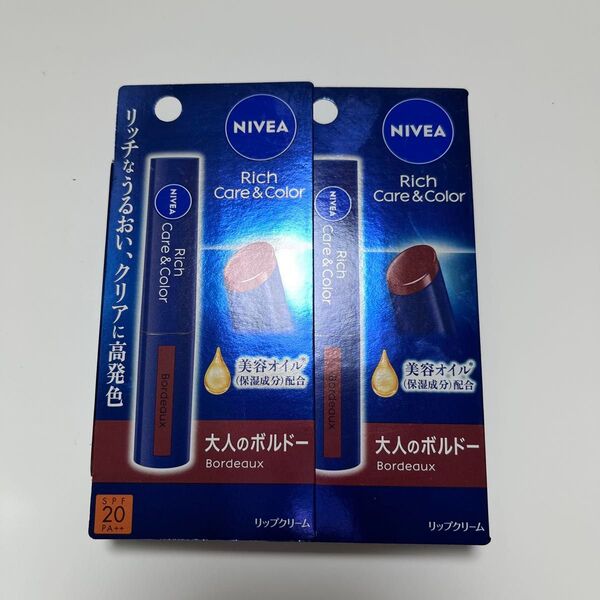 NIVEA
Rich
Care & Color
リッチなうるおい、クリアに高発色
NIVEA
Rich
Care & Color
Bordeaux
美容オイル*
(保湿成分)配合
大人のボルドー
Bordeaux
SPF
20
PA++
リップクリーム
NIVEA
Rich
Care & Color
NIVEA
Rich
Care & Color
Bordeaux
美容オイル*
(保湿成分)配合
大人のボルドー
Bordeaux
リップクリーム